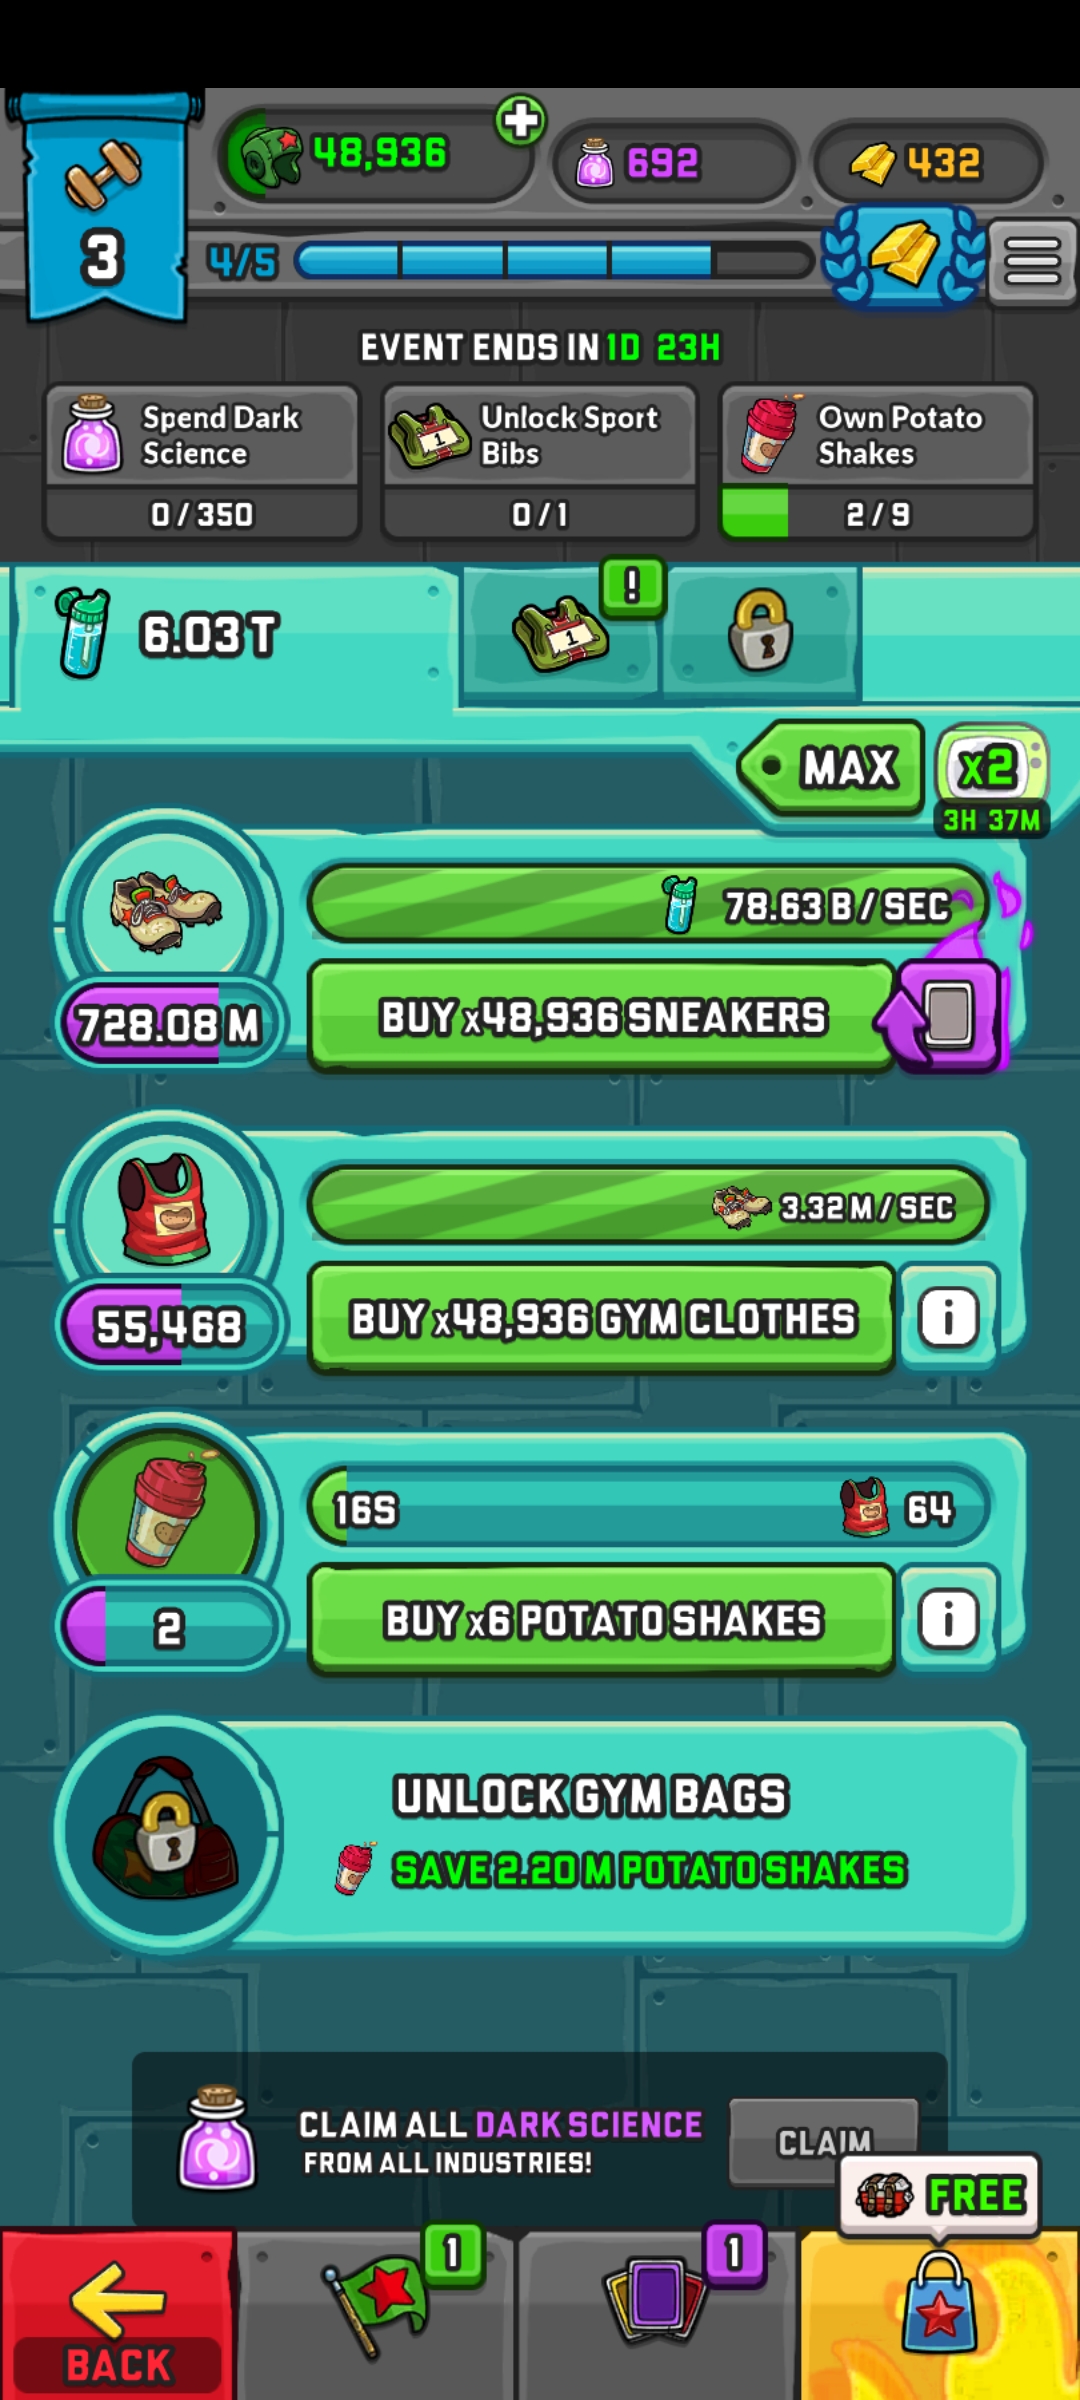 48,936
692
432
3
4/5
EVENT ENDS IN 1D 23H
Spend Dark
Science
0/350
Unlock Sport
Bibs
0/1
Own Potato
Shakes
2/9
6.03 T
1
!
MAX
x2
3H 37M
78.63 B / SEC
728.08 M
BUY x48,936 SNEAKERS
3.32 M / SEC
55,468
BUY x48,936 GYM CLOTHES
i
16S
64
2
BUY x6 POTATO SHAKES
i
UNLOCK GYM BAGS
SAVE 2.20 M POTATO SHAKES
CLAIM ALL DARK SCIENCE
FROM ALL INDUSTRIES!
CLAIM
FREE
1
1
BACK